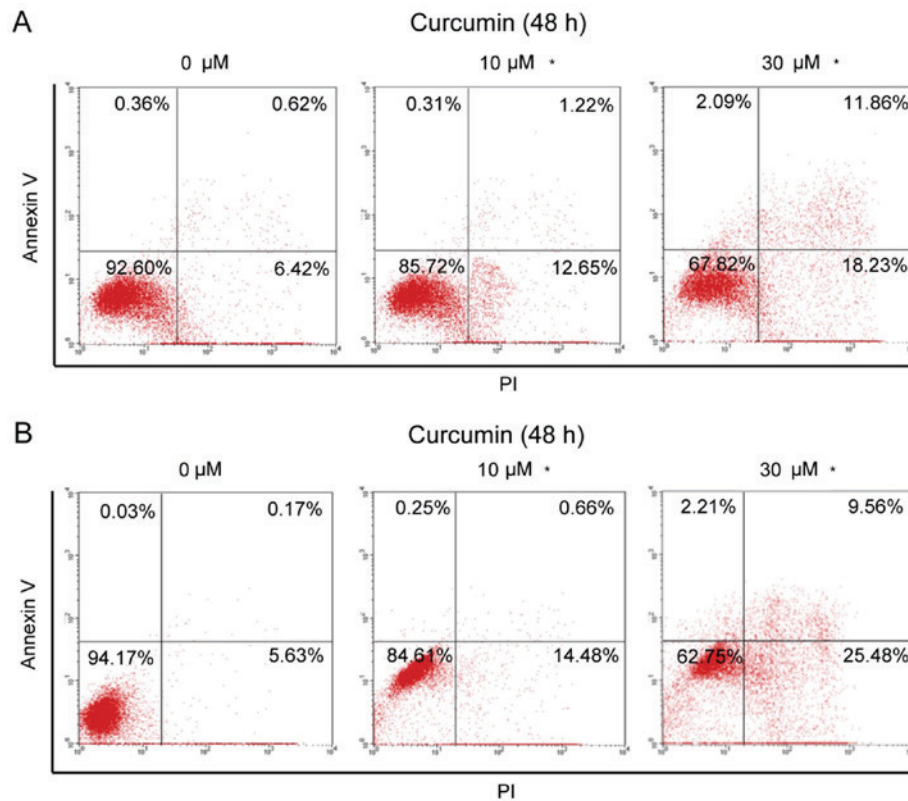 A
Curcumin (48 h)
0 µM 10 µM * 30 µM *
0.36% 0.62% 0.31% 1.22% 2.09% 11.86%
Annexin V
92.60% 6.42% 85.72% 12.65% 67.82% 18.23%
PI
B
Curcumin (48 h)
0 µM 10 µM * 30 µM *
0.03% 0.17% 0.25% 0.66% 2.21% 9.56%
Annexin V
94.17% 5.63% 84.61% 14.48% 62.75% 25.48%
PI